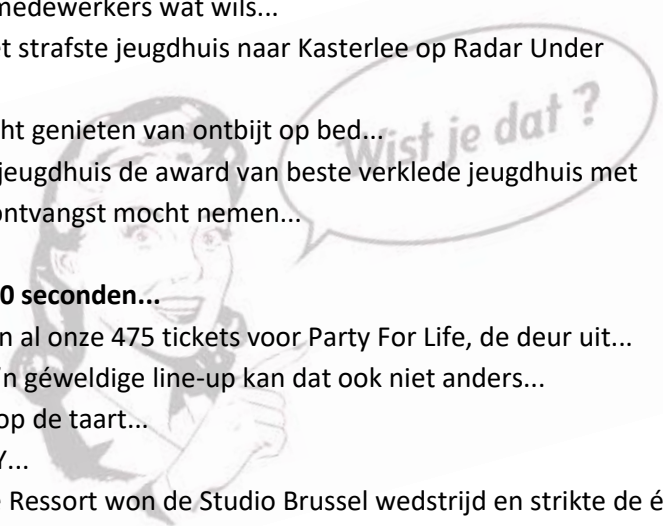 medewerkers wat wils...
et strafste jeugdhuis naar Kasterlee op Radar Under
Wist je dat ?
ht genieten van ontbijt op bed...
jeugdhuis de award van beste verklede jeugdhuis met
ontvangst mocht nemen...
0 seconden...
n al onze 475 tickets voor Party For Life, de deur uit...
'n géweldige line-up kan dat ook niet anders...
op de taart...
Y...
e Ressort won de Studio Brussel wedstrijd en strikte de é